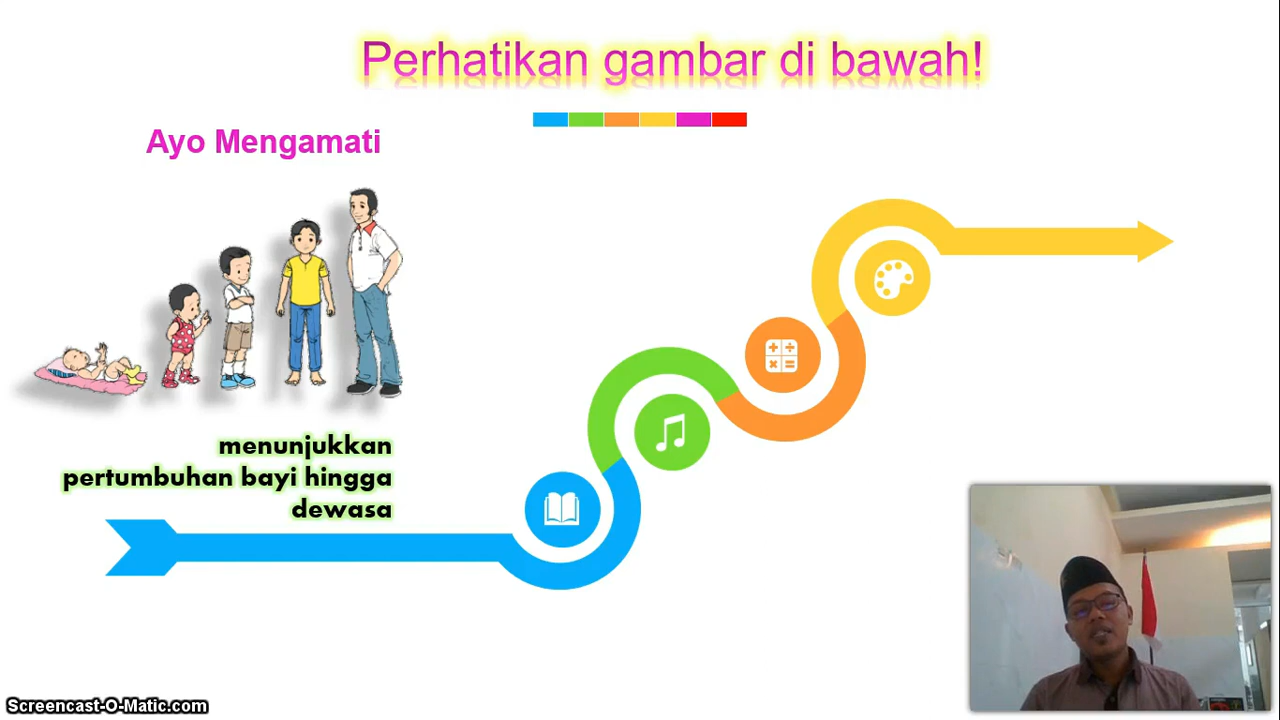 Perhatikan gambar di bawah!
Ayo Mengamati
menunjukkan
pertumbuhan bayi hingga
dewasa
Screencast-O-Matic.com